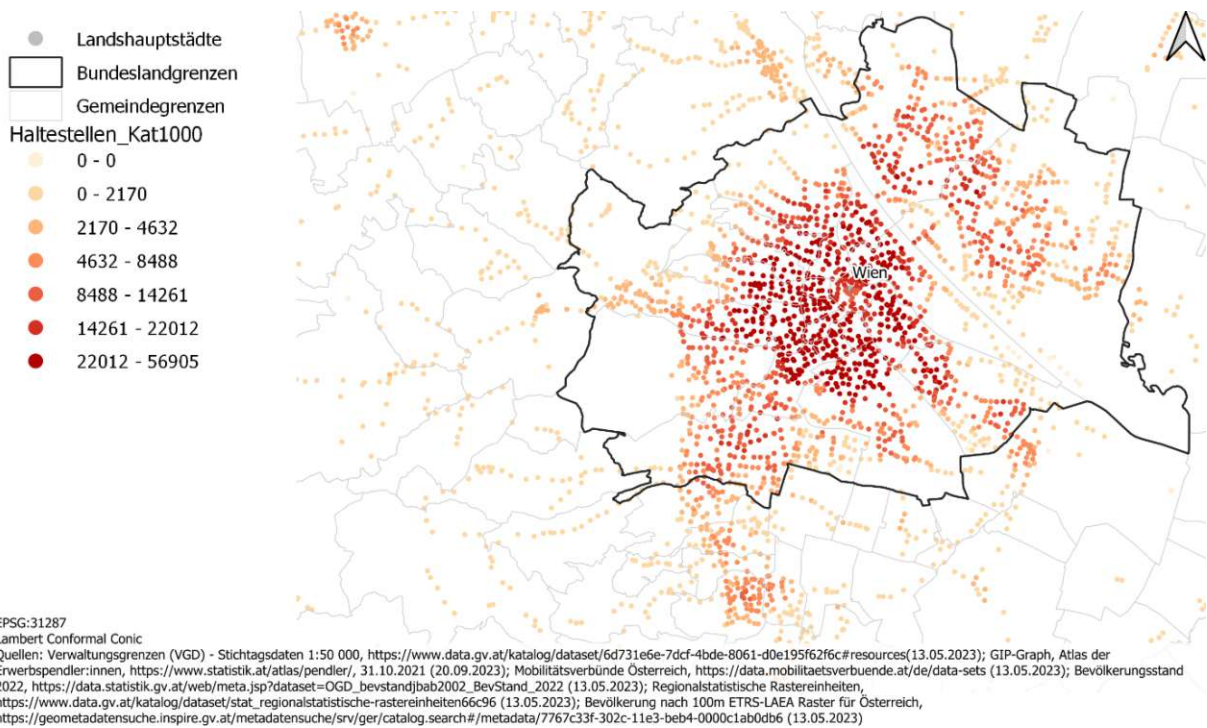 Landshauptstädte
Bundeslandgrenzen
Gemeindegrenzen
Haltestellen_Kat1000
0 - 0
0 - 2170
2170 - 4632
4632 - 8488
8488 - 14261
14261 - 22012
22012 - 56905
Wien
EPSG:31287
Lambert Conformal Conic
Quellen: Verwaltungsgrenzen (VGD) - Stichtagsdaten 1:50 000, https://www.data.gv.at/katalog/dataset/6d731e6e-7dcf-4bde-8061-d0e195f62f6c#resources(13.05.2023); GIP-Graph, Atlas der
Erwerbspendler:innen, https://www.statistik.at/atlas/pendler/, 31.10.2021 (20.09.2023); Mobilitätsverbünde Österreich, https://data.mobilitaetsverbuende.at/de/data-sets (13.05.2023); Bevölkerungsstand
2022, https://data.statistik.gv.at/web/meta.jsp?dataset=OGD_bevstandjbab2002_BevStand_2022 (13.05.2023); Regionalstatistische Rastereinheiten,
https://www.data.gv.at/katalog/dataset/stat_regionalstatistische-rastereinheiten66c96 (13.05.2023); Bevölkerung nach 100m ETRS-LAEA Raster für Österreich,
https://geometadatensuche.inspire.gv.at/metadatensuche/srv/ger/catalog.search#/metadata/7767c33f-302c-11e3-beb4-0000c1ab0db6 (13.05.2023)